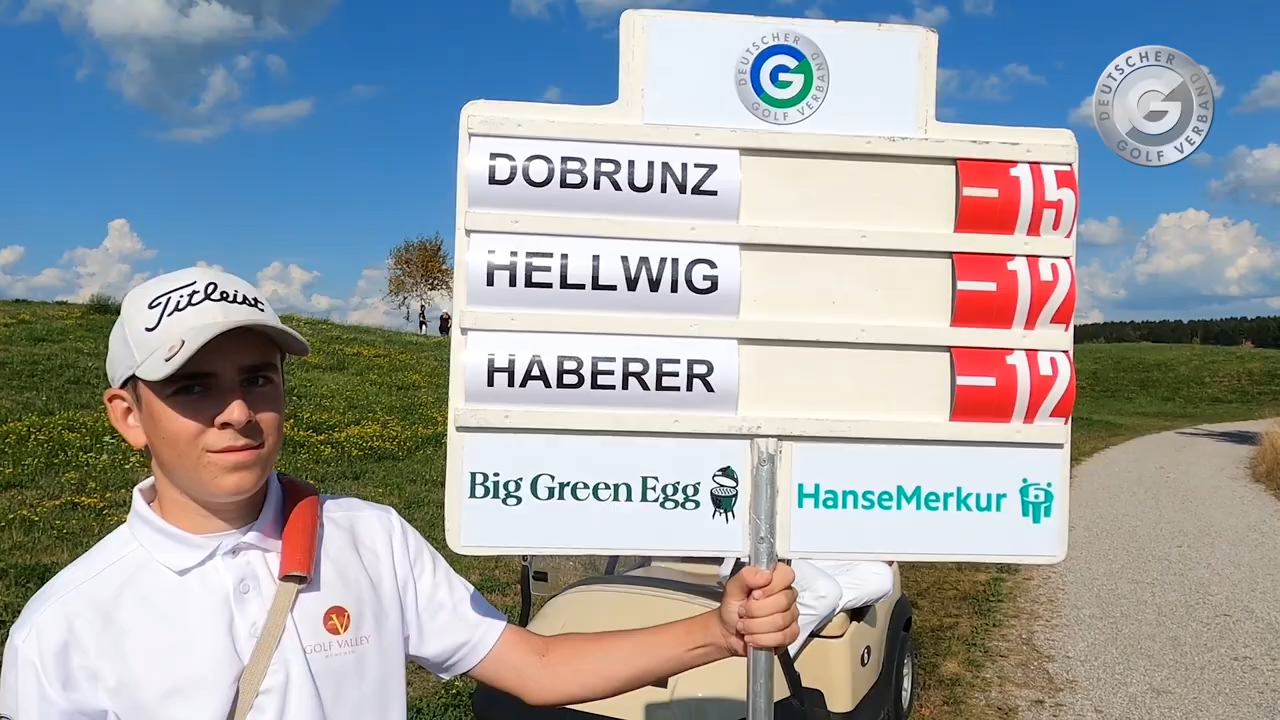 DEUTSCHER
G
GOLF VERBAND
DEUTSCHER
G
GOLF VERBAND
DOBRUNZ -15
HELLWIG -12
HABERER -12
Big Green Egg
HanseMerkur
Titleist
GOLF VALLEY
MÜNCHEN